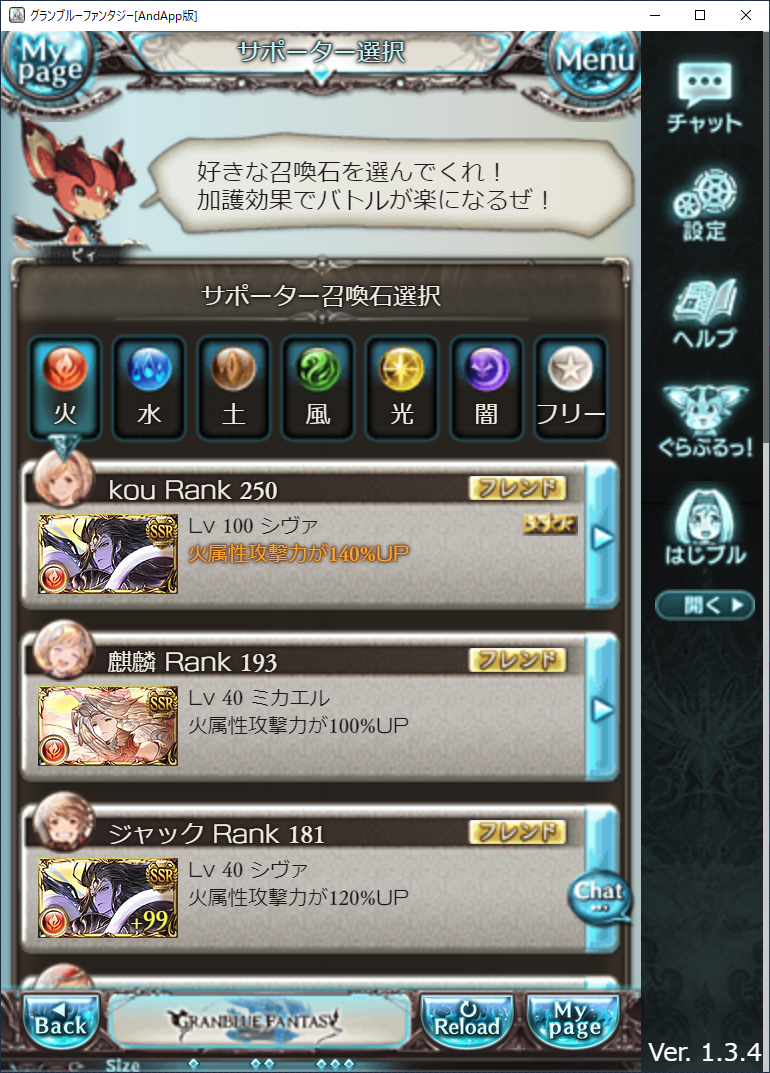 グランブルーファンタジー[AndApp版]
My page
サポーター選択
Menu
好きな召喚石を選んでくれ！
加護効果でバトルが楽になるぜ！
ビィ
サポーター召喚石選択
火 水 土 風 光 闇 フリー
kou Rank 250 フレンド
SSR
Lv 100 シヴァ
火属性攻撃力が140%UP
麒麟 Rank 193 フレンド
SSR
Lv 40 ミカエル
火属性攻撃力が100%UP
ジャック Rank 181 フレンド
SSR
+99
Lv 40 シヴァ
火属性攻撃力が120%UP
Chat
Back
GRANBLUE FANTASY
Reload
My page
Size
チャット
設定
ヘルプ
ぐらぶるっ!
はじブル
開く
Ver. 1.3.4